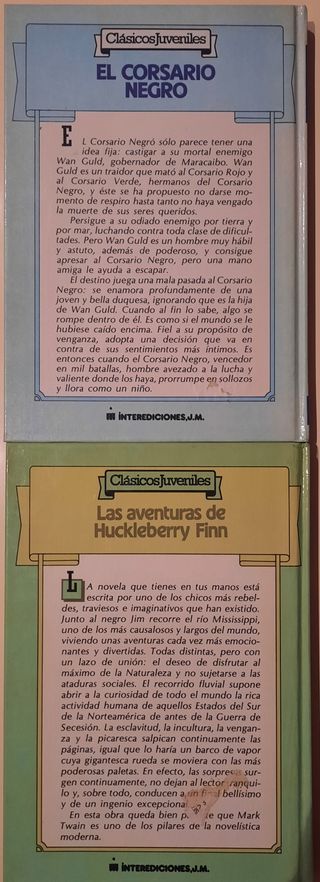 Clásicos Juveniles
EL CORSARIO
NEGRO
EL Corsario Negro sólo parece tener una
idea fija: castigar a su mortal enemigo
Wan Guld, gobernador de Maracaibo. Wan
Guld es un traidor que mató al Corsario Rojo y
al Corsario Verde, hermanos del Corsario
Negro, y éste se ha propuesto no darse mo-
mento de respiro hasta tanto no haya vengado
la muerte de sus seres queridos.
Persigue a su odiado enemigo por tierra y
por mar, luchando contra toda clase de dificul-
tades. Pero Wan Guld es un hombre muy hábil
y astuto, además de poderoso, y consigue
apresar al Corsario Negro, pero una mano
amiga le ayuda a escapar.
El destino juega una mala pasada al Corsario
Negro: se enamora profundamente de una
joven y bella duquesa, ignorando que es la hija
de Wan Guld. Cuando al fin lo sabe, algo se
rompe dentro de él. Es como si el mundo se le
hubiese caído encima. Fiel a su propósito de
venganza, adopta una decisión que va en
contra de sus sentimientos más íntimos. Es
entonces cuando el Corsario Negro, vencedor
en mil batallas, hombre avezado a la lucha y
valiente donde los haya, prorrumpe en sollozos
y llora como un niño.
INTEREDICIONES, J.M.
Clásicos Juveniles
Las aventuras de
Huckleberry Finn
LA novela que tienes en tus manos está
escrita por uno de los chicos más rebel-
des, traviesos e imaginativos que han existido.
Junto al negro Jim recorre el río Mississippi,
uno de los más causalosos y largos del mundo,
viviendo unas aventuras cada vez más emocio-
nantes y divertidas. Todas distintas, pero con
un lazo de unión: el deseo de disfrutar al
máximo de la Naturaleza y no sujetarse a las
ataduras sociales. El recorrido fluvial supone
abrir a la curiosidad de todo el mundo la rica
actividad humana de aquellos Estados del Sur
de la Norteamérica de antes de la Guerra de
Secesión. La esclavitud, la incultura, la vengan-
za y la picaresca salpican continuamente las
páginas, igual que lo haría un barco de vapor
cuya gigantesca rueda se moviera con las más
poderosas paletas. En efecto, las sorpresas sur-
gen continuamente, no dejan al lector tranqui-
lo y, sobre todo, conducen a un final bellísimo
y de un ingenio excepcional.
En esta obra queda bien que Mark
Twain es uno de los pilares de la novelística
moderna.
INTEREDICIONES, J.M.